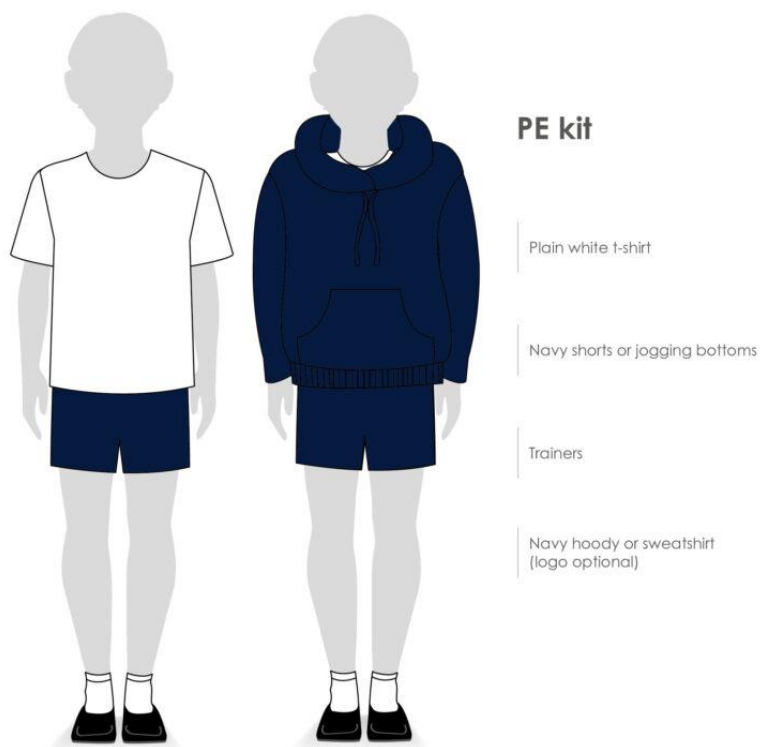 PE kit
Plain white t-shirt
Navy shorts or jogging bottoms
Trainers
Navy hoody or sweatshirt
(logo optional)